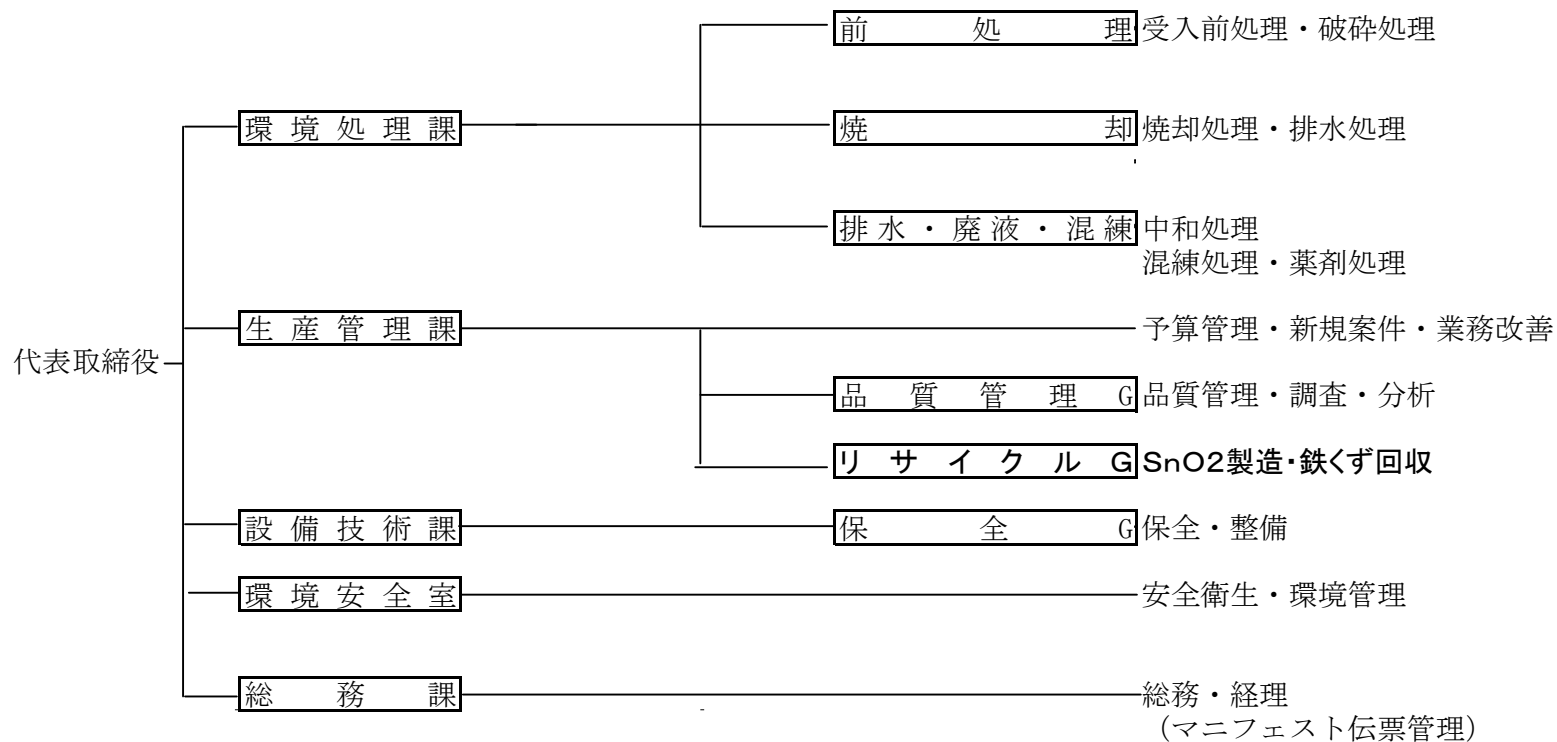 前処理 受入前処理・破砕処理
環境処理課 焼却 焼却処理・排水処理
排水・廃液・混練 中和処理
混練処理・薬剤処理
生産管理課 予算管理・新規案件・業務改善
代表取締役
品質管理G 品質管理・調査・分析
リサイクルG SnO2製造・鉄くず回収
設備技術課 保全G 保全・整備
環境安全室 安全衛生・環境管理
総務課 総務・経理
（マニフェスト伝票管理）